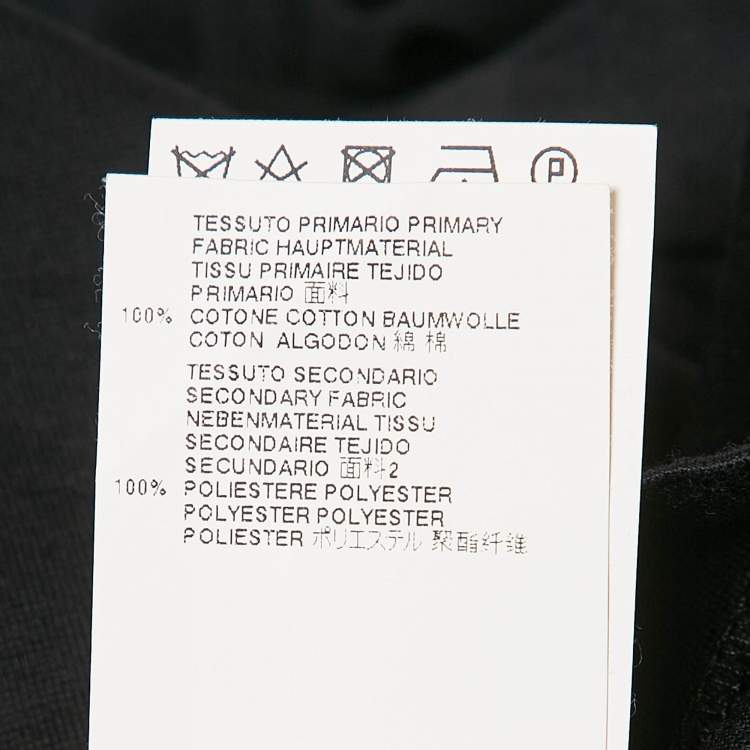 P
TESSUTO PRIMARIO PRIMARY
FABRIC HAUPTMATERIAL
TISSU PRIMAIRE TEJIDO
PRIMARIO 面料
100% COTONE COTTON BAUMWOLLE
COTON ALGODON 綿 棉
TESSUTO SECONDARIO
SECONDARY FABRIC
NEBENMATERIAL TISSU
SECONDAIRE TEJIDO
SECUNDARIO 面料2
100% POLIESTERE POLYESTER
POLYESTER POLYESTER
POLIESTER ポリエステル 聚酯纤维